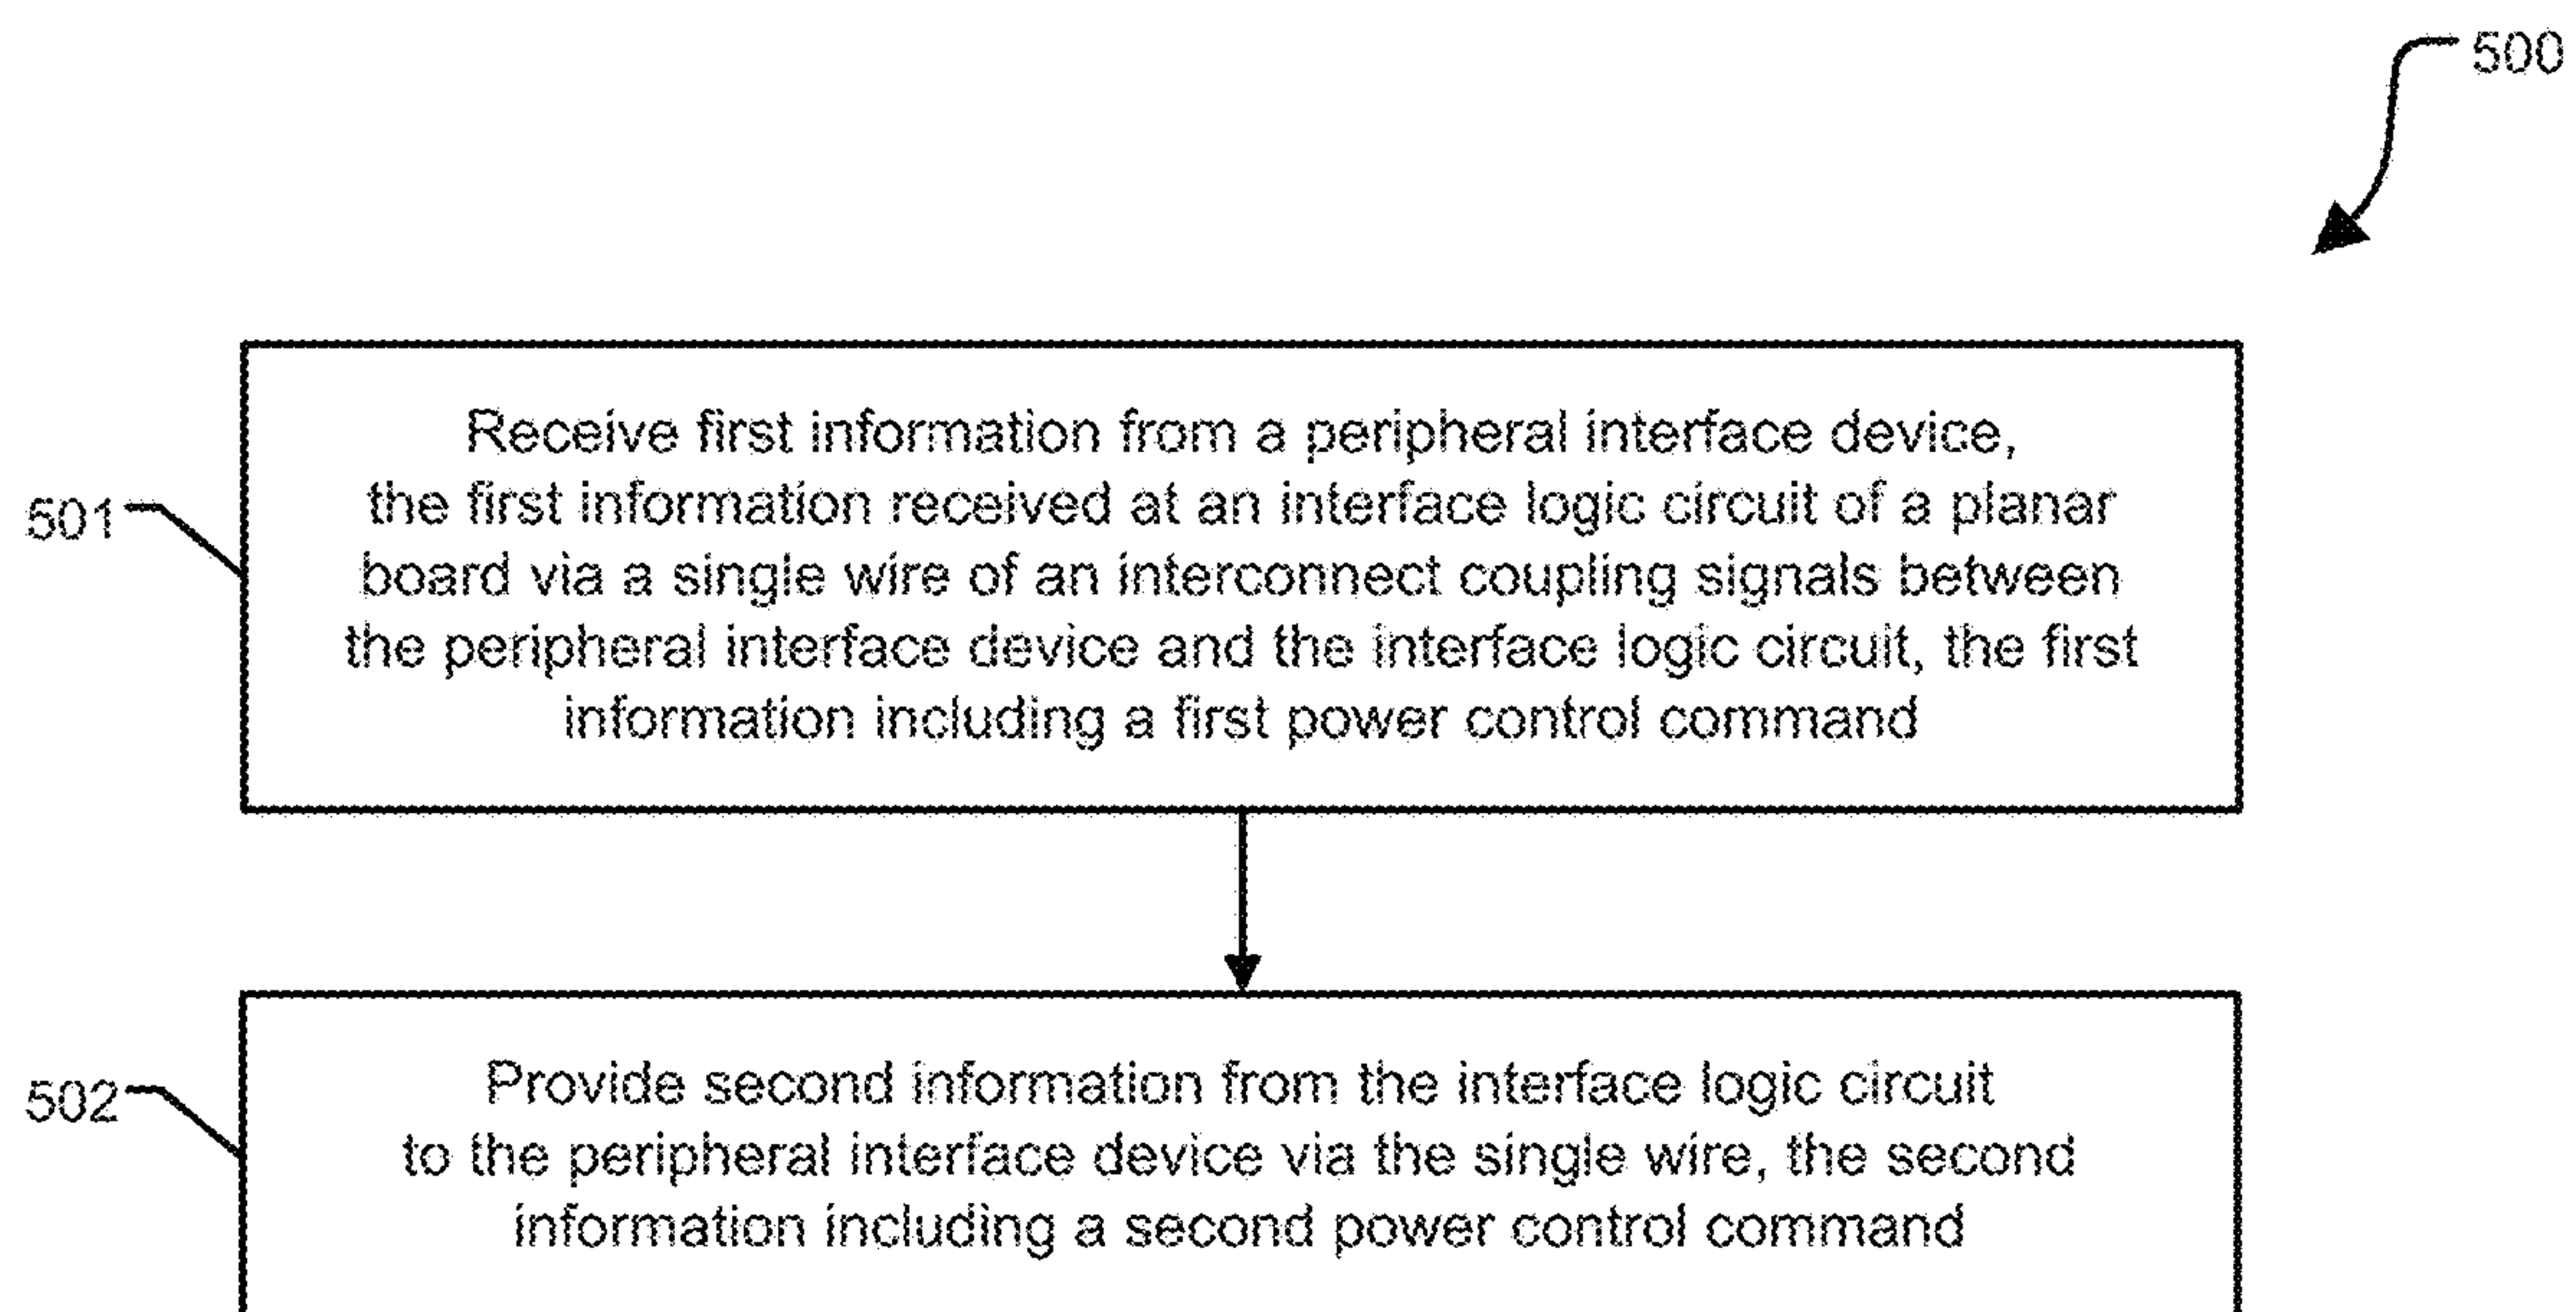 500
501
Receive first information from a peripheral interface device,
the first information received at an interface logic circuit of a planar
board via a single wire of an interconnect coupling signals between
the peripheral interface device and the interface logic circuit, the first
information including a first power control command
502
Provide second information from the interface logic circuit
to the peripheral interface device via the single wire, the second
information including a second power control command